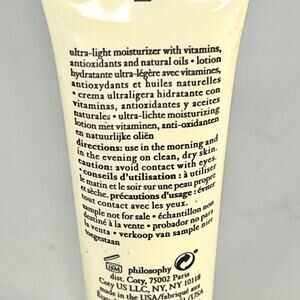 ultra-light moisturizer with vitamins,
antioxidants and natural oils • lotion
hydratante ultra-légère avec vitamines,
antioxydants et huiles naturelles
• crema ultraligera hidratante con
vitaminas, antioxidantes y aceites
naturales • ultra-lichte moisturizing
lotion met vitaminen, anti-oxidanten
en natuurlijke oliën
directions: use in the morning and
in the evening on clean, dry skin.
caution: avoid contact with eyes.
• conseils d'utilisation : à utiliser
le matin et le soir sur une peau propre
et sèche. précautions d'usage: éviter
tout contact avec les yeux.
sample not for sale • échantillon non
destiné à la vente • probador no para
venta • verkoop van sample niet
toegestaan
philosophy
dist. Coty, 75002 Paris
Coty US LLC, NY, NY 10118
made in the USA/fabriqué aux
USA